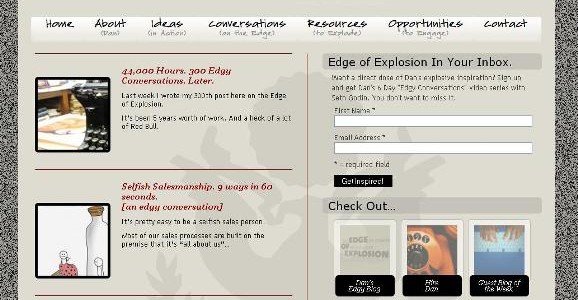 Home About Ideas Conversations Resources Opportunities Contact
(Dan) (in Action) (on the Edge) (to Explode) (to Engage)
44,000 Hours. 300 Edgy
Conversations. Later.
Last week I wrote my 300th post here on the Edge
of Explosion.
It's been 5 years worth of work. And a heck of a lot
of Red Bull.
Selfish Salesmanship. 9 ways in 60
seconds.
[an edgy conversation]
It's pretty easy to be a selfish sales person.
Most of our sales processes are built on the
premise that it's "all about us"...
Edge of Explosion In Your Inbox.
Want a direct dose of Dan's explosive inspiration? Sign up
and get Dan's 6 Day "Edgy Conversations" video series with
Seth Godin. You don't want to miss it.
First Name *
Email Address *
* = required field
Get Inspired!
Check Out...
EDGE OF
EXPLOSION
Dan's
Edgy Blog
Hire
Dan
Guest Blog of
the Week